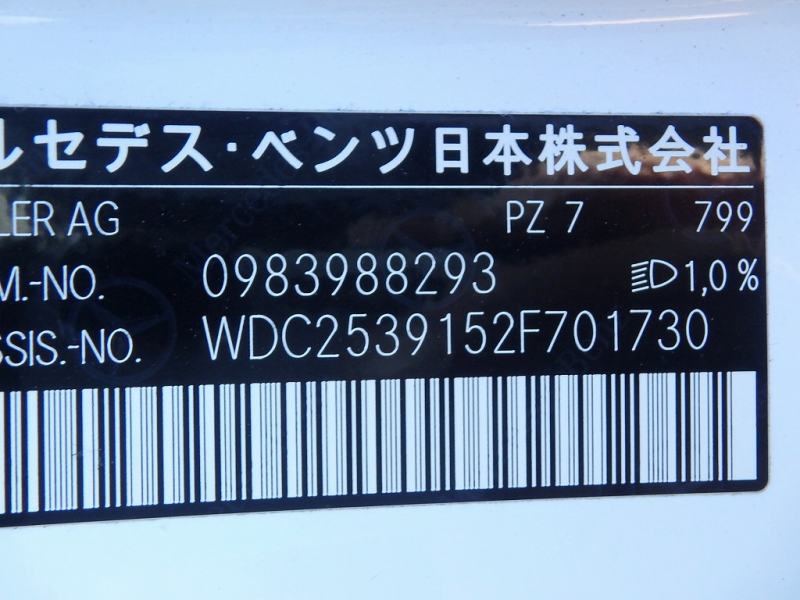 ルセデス・ベンツ日本株式会社
LER AG PZ 7 799
M.-NO. 0983988293 1,0 %
SSIS.-NO. WDC2539152F701730